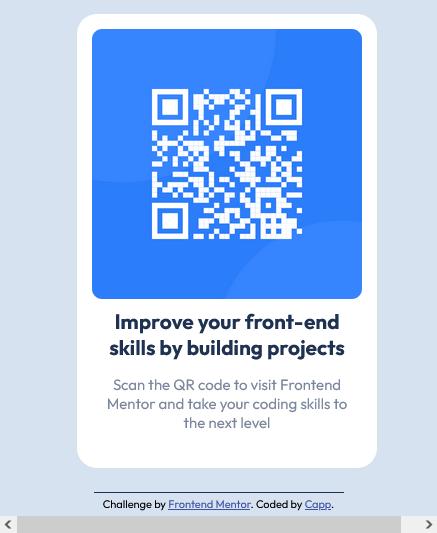 Improve your front-end
skills by building projects
Scan the QR code to visit Frontend
Mentor and take your coding skills to
the next level
Challenge by Frontend Mentor. Coded by Capp.